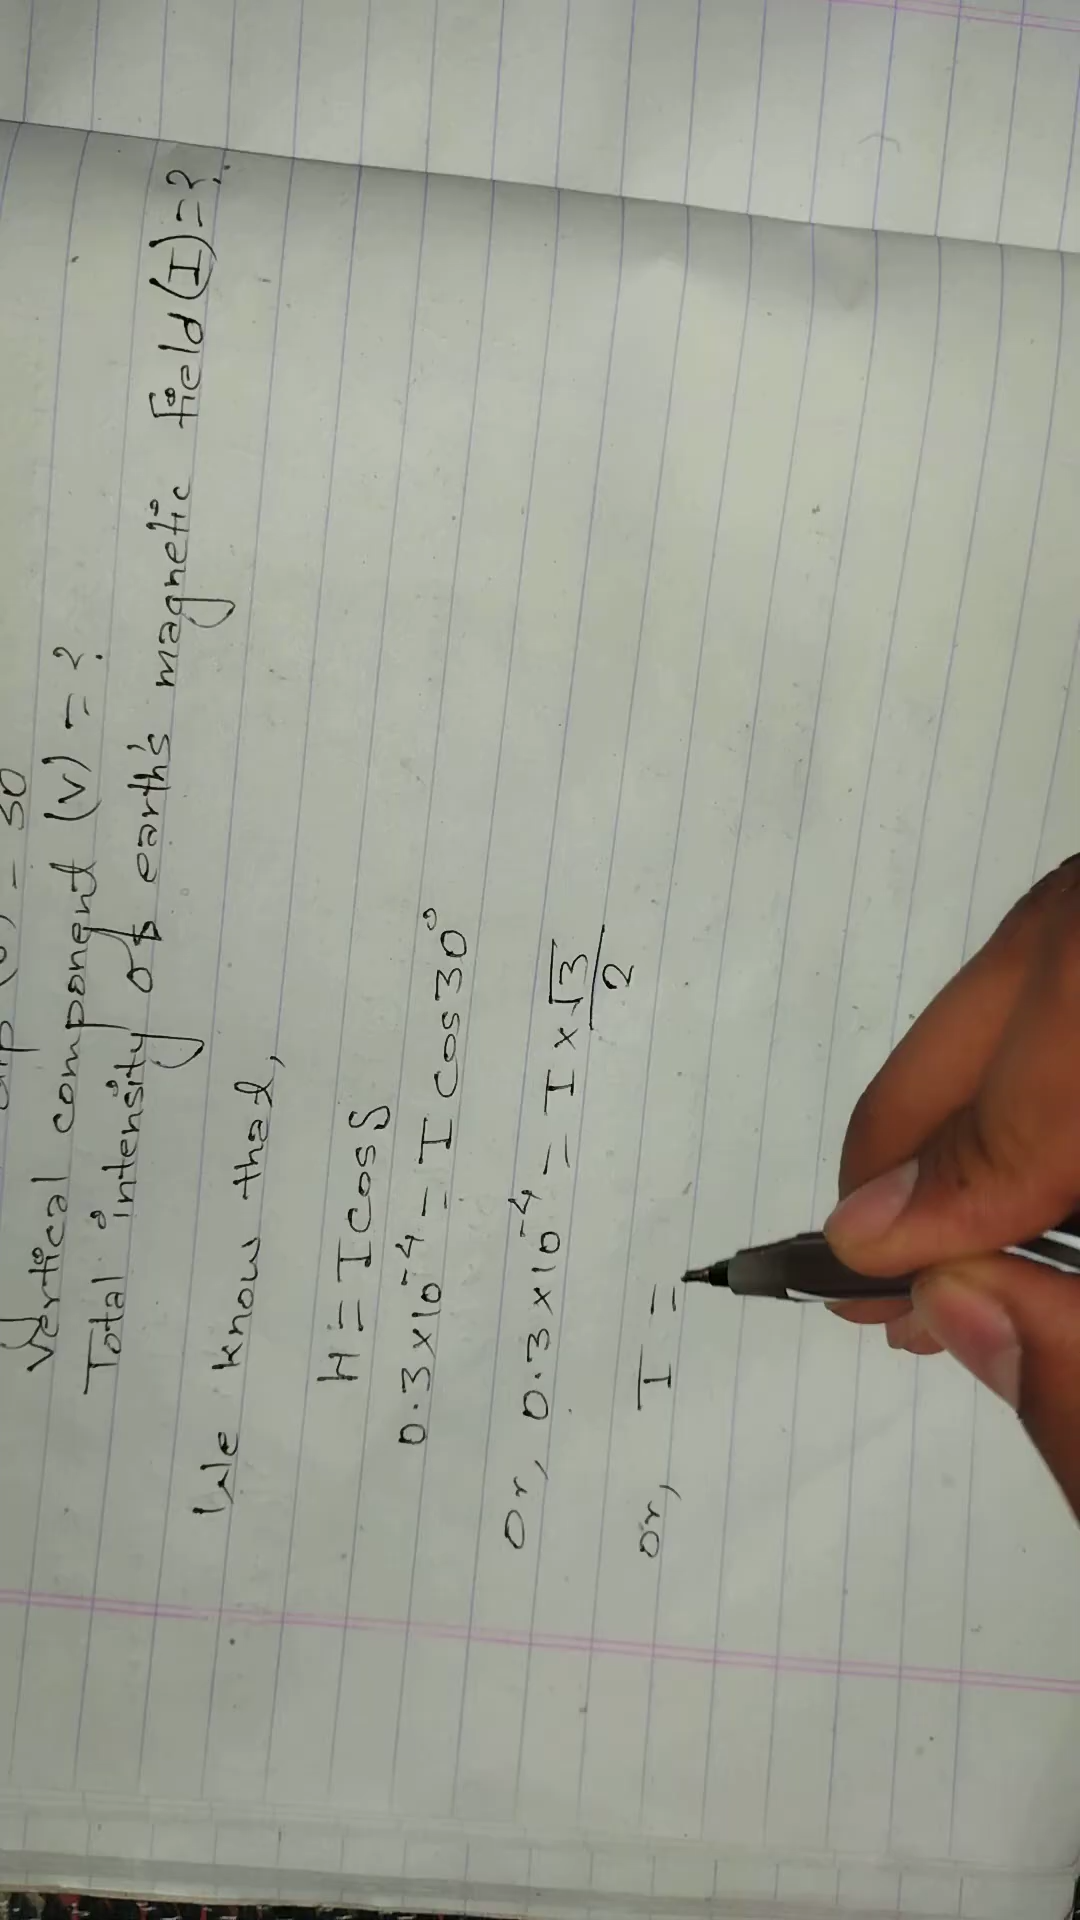 30
Vertical component (V) = ?
Total intensity of earth's magnetic field (I) = ?
We know that,
H = I cos δ
0.3×10⁻⁴ = I cos 30°
or, 0.3×10⁻⁴ = I × √3/2
or, I =